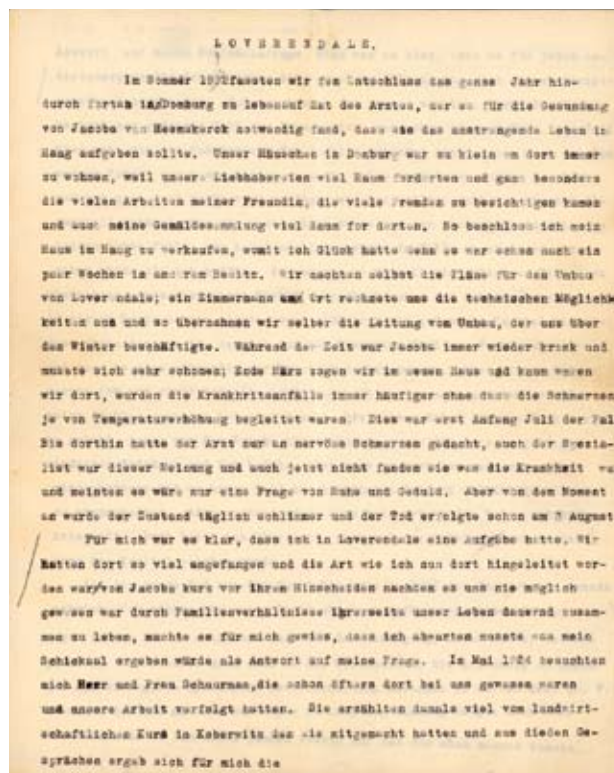 LOVERENDALE.
Im Sommer 1922 fassten wir den Entschluss das ganze Jahr hin-
durch fortan in Domburg zu leben auf Rat des Arztes, der es für die Gesundung
von Jacoba van Heemskerck notwendig fand, dass sie das anstrengende Leben in
Haag aufgeben sollte. Unser Häuschen in Domburg war zu klein um dort immer
zu wohnen, weil unsere Liebhabereien viel Raum forderten und ganz besonders
die vielen Arbeiten meiner Freundin, die viele Fremden zu besichtigen kamen
und auch meine Gemäldesammlung viel Raum for derten. So beschloss ich mein
Haus im Haag zu verkaufen, womit ich Glück hatte denn es war schon nach ein
paar Wochen in anderem Besitz. Wir machten selbst die Pläne für den Umbau
von Lover ndale; ein Zimmermann am Ort rechnete uns die technischen Möglichk
keiten aus und so übernahmen wir selber die Leitung vom Umbau, der uns über
den Winter beschäftigte. Während der Zeit war Jacoba immer wieder krank und
musste sich sehr schonen; Ende März zogen wir im neuen Haus und kaum waren
wir dort, wurden die Krankheitsanfälle immer häufiger ohne dass die Schmerzen
je von Temperaturerhöhung begleitet waren. Dies war erst Anfang Juli der Fal
Bis dorthin hatte der Arzt nur an nervöse Schmerzen gedacht, auch der Spezia-
list war dieser Meinung und auch jetzt nicht fanden sie was die Krankheit wa
und meinten es wäre nur eine Frage von Ruhe und Geduld. Aber von dem Moment
an wurde der Zustand täglich schlimmer und der Tod erfolgte schon am August
Für mich war es klar, dass ich in Loverendale eine Aufgabe hatte. Wir
hatten dort so viel angefangen und die Art wie ich nun dort hingeleitet wor-
den war von Jacoba kurz vor ihrem Hinscheiden nachdem es uns nie möglich
gewesen war durch Familienverhältnisse ihrerseits unser Leben dauernd zusam-
men zu leben, machte es für mich gewiss, dass ich abwarten musste was mein
Schicksal ergeben würde als Antwort auf meine Frage. Im Mai 1924 besuchten
mich Herr und Frau Schuurman, die schon öfters dort bei uns gewesen waren
und unsere Arbeit verfolgt hatten. Sie erzählten damals viel vom landwirt-
schaftlichen Kurs in Koberwitz den sie mitgemacht hatten und aus dieden Ge-
sprächen ergab sich für mich die